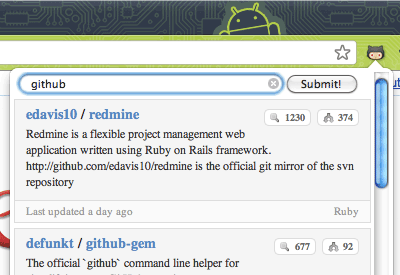 github
Submit!
edavis10 / redmine
1230
374
Redmine is a flexible project management web
application written using Ruby on Rails framework.
http://github.com/edavis10/redmine is the official git mirror of the svn
repository
Last updated a day ago
Ruby
defunkt / github-gem
677
92
The official `github` command line helper for